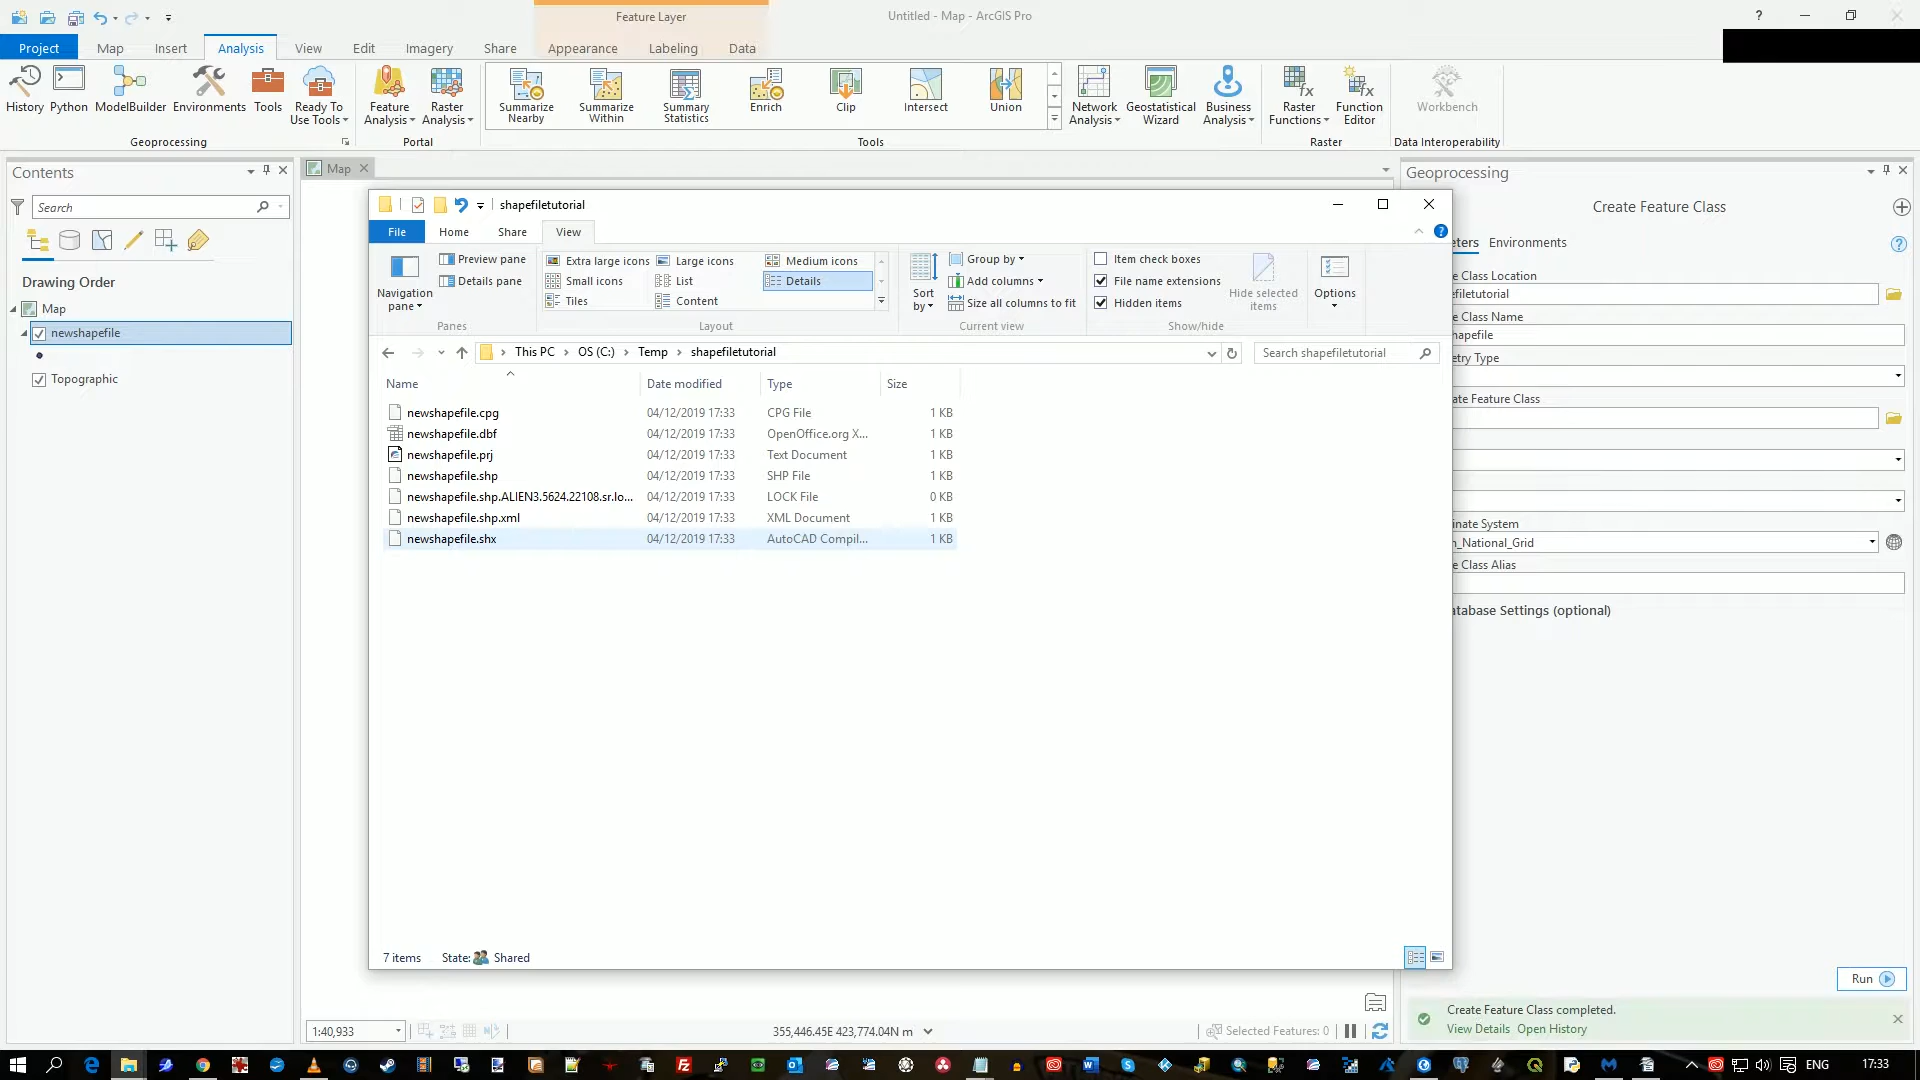 Feature Layer
Untitled - Map - ArcGIS Pro
?
Project Map Insert Analysis View Edit Imagery Share Appearance Labeling Data
History Python ModelBuilder Environments Tools Ready To Use Tools
Feature Analysis Raster Analysis
Summarize Nearby Summarize Within Summary Statistics Enrich Clip Intersect Union
Network Analysis Geostatistical Wizard Business Analysis Raster Functions Function Editor Workbench
Geoprocessing Portal Tools Raster Data Interoperability
Contents
Search
Drawing Order
Map
newshapefile
Topographic
Map
shapefiletutorial
File Home Share View
Navigation pane
Preview pane
Details pane
Extra large icons Large icons Medium icons
Small icons List Details
Tiles Content
Sort by
Group by
Add columns
Size all columns to fit
Item check boxes
File name extensions
Hidden items
Hide selected items
Options
Panes Layout Current view Show/hide
This PC OS (C:) Temp shapefiletutorial
Search shapefiletutorial
Name Date modified Type Size
newshapefile.cpg 04/12/2019 17:33 CPG File 1 KB
newshapefile.dbf 04/12/2019 17:33 OpenOffice.org X... 1 KB
newshapefile.prj 04/12/2019 17:33 Text Document 1 KB
newshapefile.shp 04/12/2019 17:33 SHP File 1 KB
newshapefile.shp.ALIEN3.5624.22108.sr.lo... 04/12/2019 17:33 LOCK File 0 KB
newshapefile.shp.xml 04/12/2019 17:33 XML Document 1 KB
newshapefile.shx 04/12/2019 17:33 AutoCAD Compil... 1 KB
7 items State: Shared
Geoprocessing
Create Feature Class
eters Environments
e Class Location
efiletutorial
e Class Name
hapefile
etry Type
ate Feature Class
inate System
h_National_Grid
e Class Alias
atabase Settings (optional)
Run
Create Feature Class completed.
View Details Open History
1:40,933
355,446.45E 423,774.04N m
Selected Features: 0
ENG
17:33